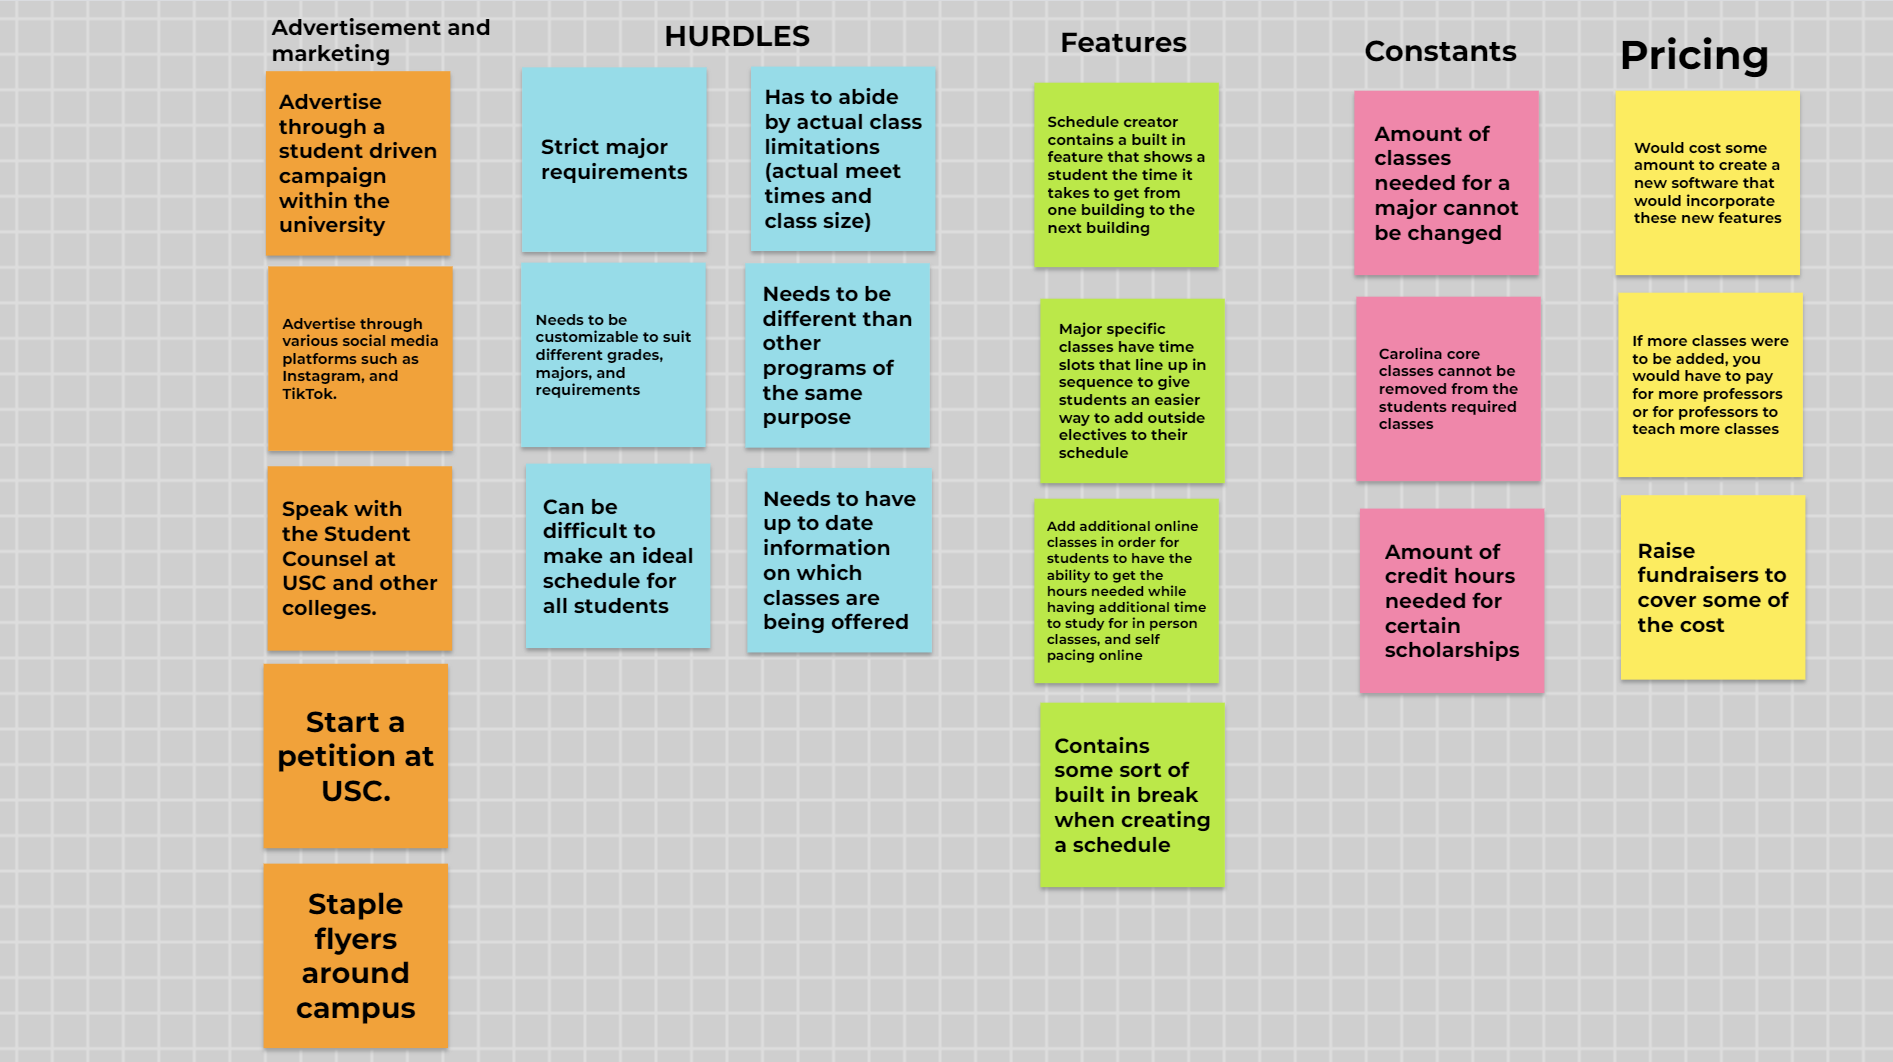 Advertisement and
marketing
Advertise
through a
student driven
campaign
within the
university
Advertise through
various social media
platforms such as
Instagram, and
TikTok.
Speak with
the Student
Counsel at
USC and other
colleges.
Start a
petition at
USC.
Staple
flyers
around
campus
HURDLES
Strict major
requirements
Needs to be
customizable to suit
different grades,
majors, and
requirements
Can be
difficult to
make an ideal
schedule for
all students
Has to abide
by actual class
limitations
(actual meet
times and
class size)
Needs to be
different than
other
programs of
the same
purpose
Needs to have
up to date
information
on which
classes are
being offered
Features
Schedule creator
contains a built in
feature that shows a
student the time it
takes to get from
one building to the
next building
Major specific
classes have time
slots that line up in
sequence to give
students an easier
way to add outside
electives to their
schedule
Add additional online
classes in order for
students to have the
ability to get the
hours needed while
having additional time
to study for in person
classes, and self
pacing online
Contains
some sort of
built in break
when creating
a schedule
Constants
Amount of
classes
needed for a
major cannot
be changed
Carolina core
classes cannot be
removed from the
students required
classes
Amount of
credit hours
needed for
certain
scholarships
Pricing
Would cost some
amount to create a
new software that
would incorporate
these new features
If more classes were
to be added, you
would have to pay
for more professors
or for professors to
teach more classes
Raise
fundraisers to
cover some of
the cost